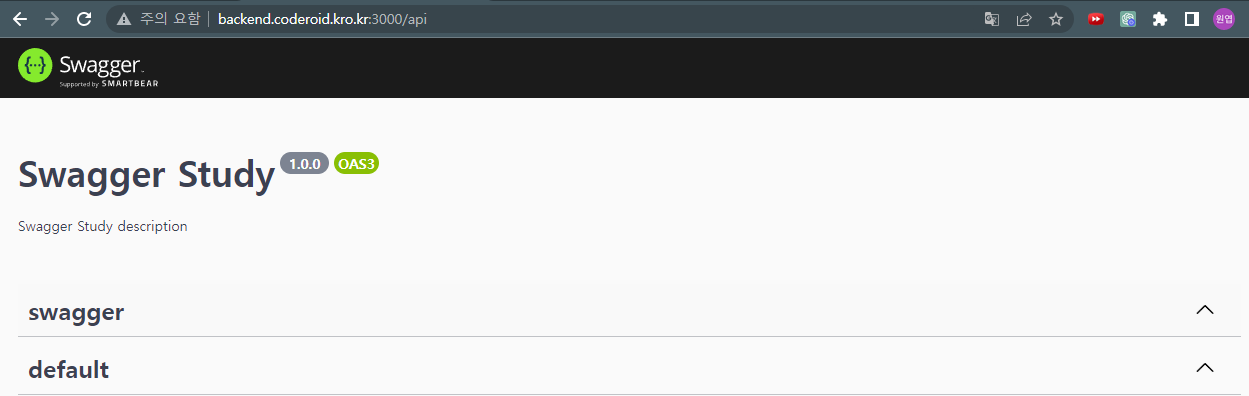 주의 요함 backend.coderoid.kro.kr:3000/api
원엽
Swagger
Supported by SMARTBEAR
Swagger Study 1.0.0 OAS3
Swagger Study description
swagger
default